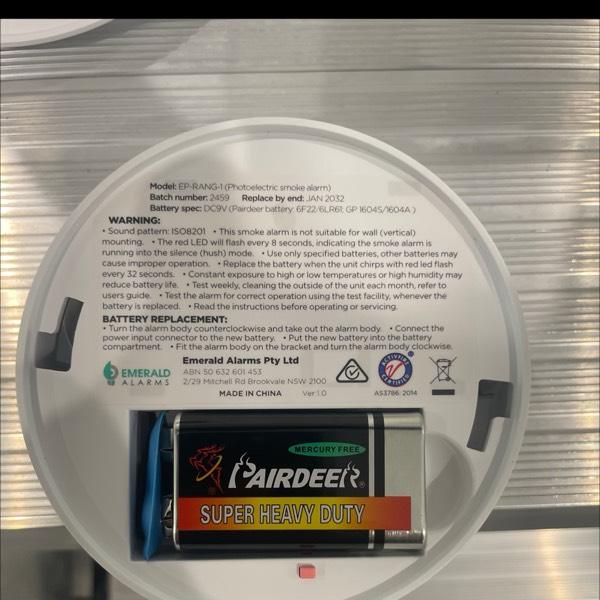 Model: EP-RANG-1 (Photoelectric smoke alarm)
Batch number: 2459 Replace by end: JAN 2032
Battery spec: DC9V (Pairdeer battery: 6F22/6LR61; GP 1604S/1604A )
WARNING:
• Sound pattern: ISO8201 • This smoke alarm is not suitable for wall (vertical)
mounting. • The red LED will flash every 8 seconds, indicating the smoke alarm is
running into the silence (hush) mode. • Use only specified batteries, other batteries may
cause improper operation. • Replace the battery when the unit chirps with red led flash
every 32 seconds. • Constant exposure to high or low temperatures or high humidity may
reduce battery life. • Test weekly, cleaning the outside of the unit each month, refer to
users guide. • Test the alarm for correct operation using the test facility, whenever the
battery is replaced. • Read the instructions before operating or servicing.
BATTERY REPLACEMENT:
• Turn the alarm body counterclockwise and take out the alarm body. • Connect the
power input connector to the new battery. • Put the new battery into the battery
compartment. • Fit the alarm body on the bracket and turn the alarm body clockwise.
EMERALD
ALARMS
Emerald Alarms Pty Ltd
ABN 50 632 601 453
2/29 Mitchell Rd Brookvale NSW 2100
MADE IN CHINA Ver 1.0
ACTIVFIRE
CERTIFIED
AS3786: 2014
MERCURY FREE
PAIRDEER®
SUPER HEAVY DUTY